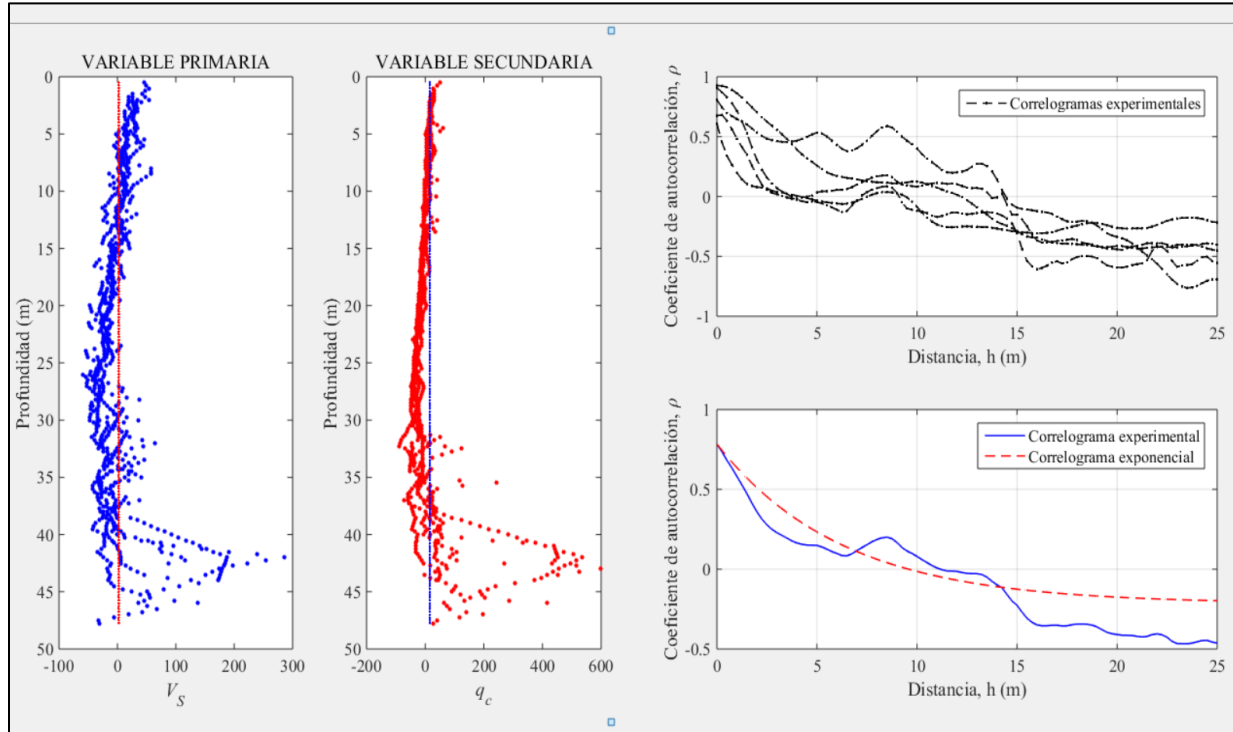 VARIABLE PRIMARIA
0
5
10
15
20
25
30
35
40
45
50
Profundidad (m)
-100 0 100 200 300
V_S
VARIABLE SECUNDARIA
0
5
10
15
20
25
30
35
40
45
50
Profundidad (m)
-200 0 200 400 600
q_c
1
0.5
0
-0.5
-1
Coeficiente de autocorrelación, ρ
Correlogramas experimentales
0 5 10 15 20 25
Distancia, h (m)
1
0.5
0
-0.5
Coeficiente de autocorrelación, ρ
Correlograma experimental
Correlograma exponencial
0 5 10 15 20 25
Distancia, h (m)